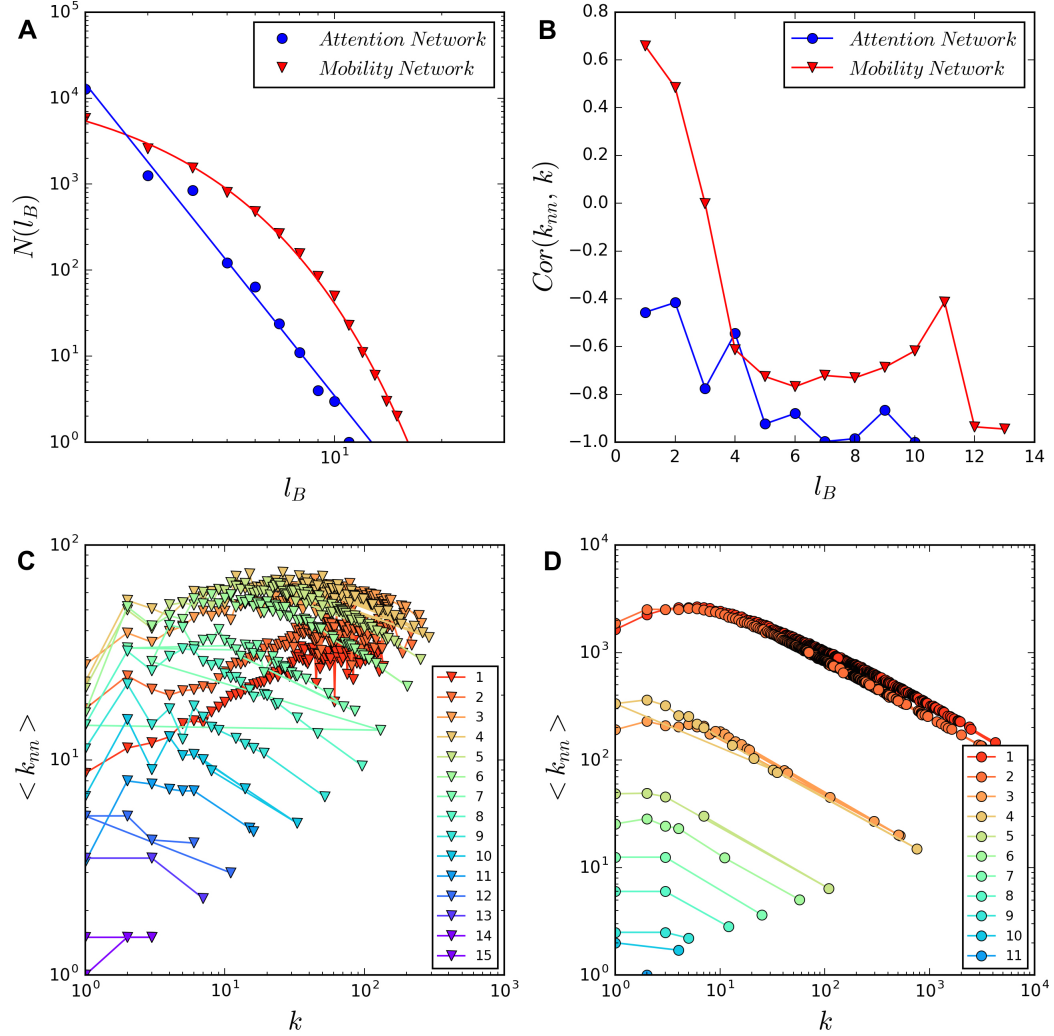 A
10^5
10^4
10^3
10^2
10^1
10^0
N(l_B)
10^1
l_B
Attention Network
Mobility Network
B
0.8
0.6
0.4
0.2
0.0
−0.2
−0.4
−0.6
−0.8
−1.0
Cor(k_{nn}, k)
0 2 4 6 8 10 12 14
l_B
Attention Network
Mobility Network
C
10^2
10^1
10^0
< k_{nn} >
10^0 10^1 10^2 10^3
k
1
2
3
4
5
6
7
8
9
10
11
12
13
14
15
D
10^4
10^3
10^2
10^1
10^0
< k_{nn} >
10^0 10^1 10^2 10^3 10^4
k
1
2
3
4
5
6
7
8
9
10
11